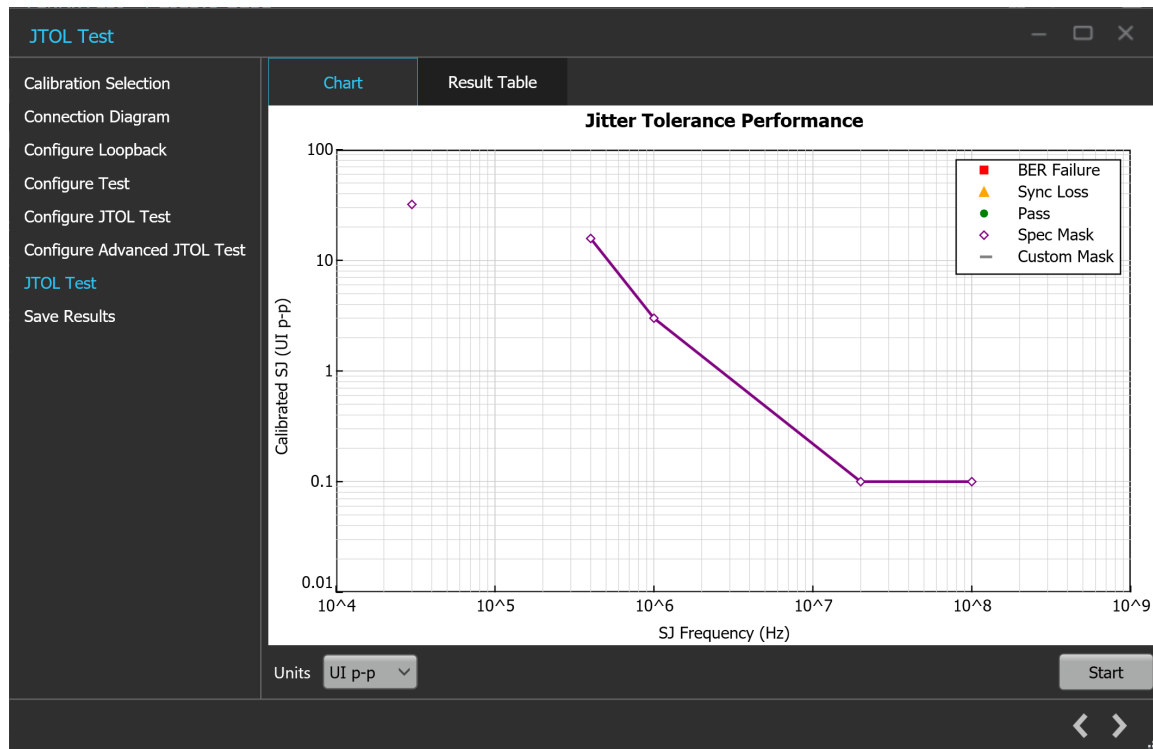 JTOL Test
Calibration Selection
Connection Diagram
Configure Loopback
Configure Test
Configure JTOL Test
Configure Advanced JTOL Test
JTOL Test
Save Results
Chart
Result Table
Jitter Tolerance Performance
100
10
1
0.1
0.01
Calibrated SJ (UI p-p)
BER Failure
Sync Loss
Pass
Spec Mask
Custom Mask
10^4
10^5
10^6
10^7
10^8
10^9
SJ Frequency (Hz)
Units
UI p-p
Start